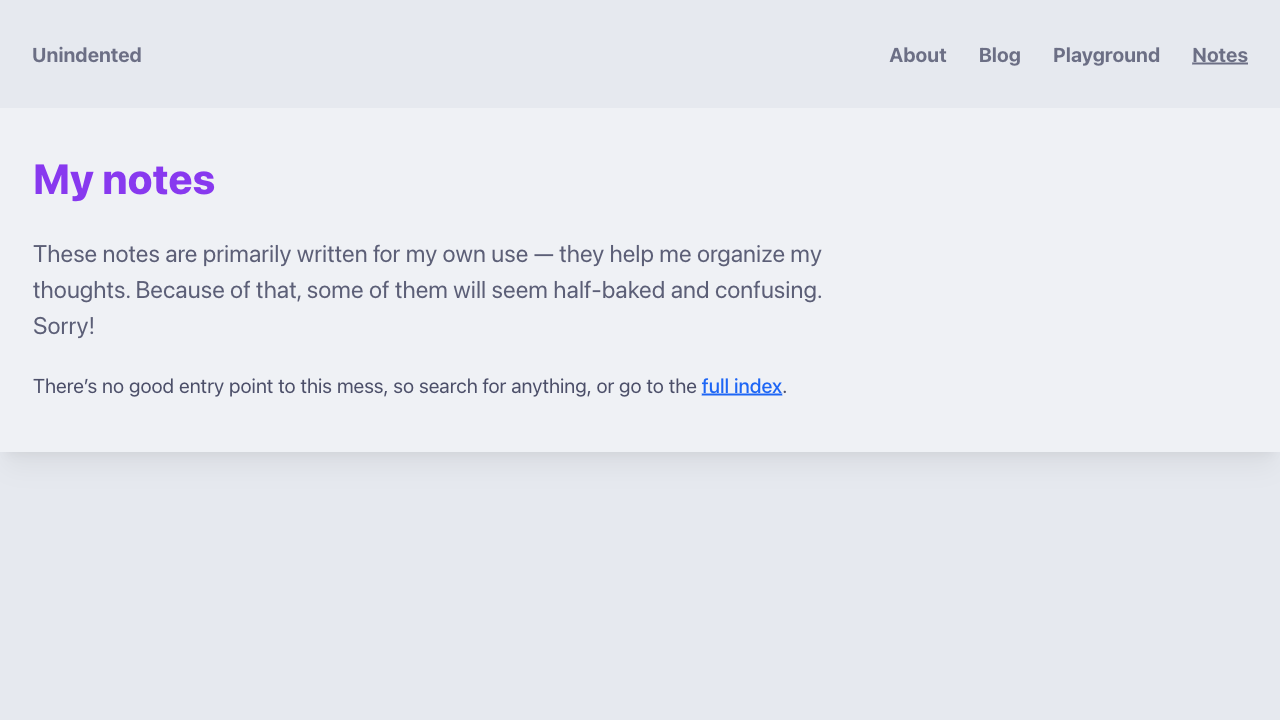 Unindented
About Blog Playground Notes
My notes
These notes are primarily written for my own use — they help me organize my
thoughts. Because of that, some of them will seem half-baked and confusing.
Sorry!
There’s no good entry point to this mess, so search for anything, or go to the full index.